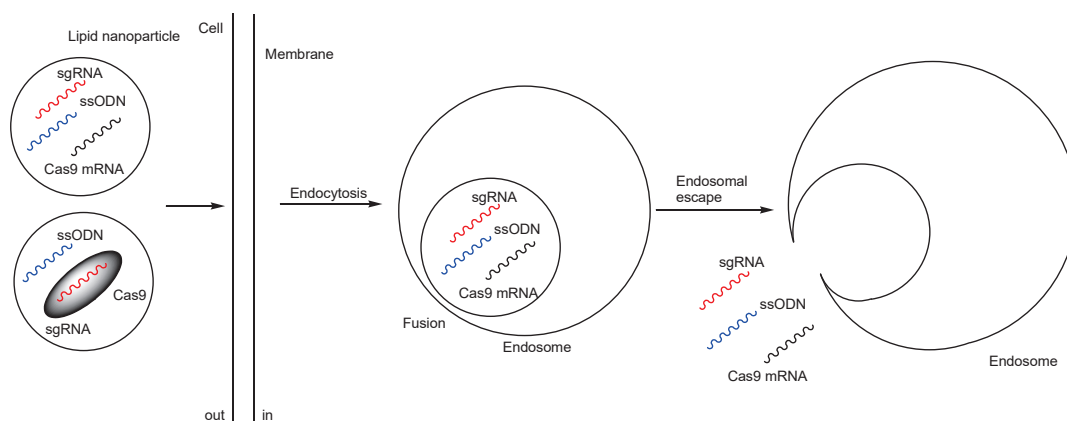 Lipid nanoparticle
sgRNA
ssODN
Cas9 mRNA
ssODN
Cas9
sgRNA
Cell
Membrane
out
in
Endocytosis
sgRNA
ssODN
Cas9 mRNA
Fusion
Endosome
Endosomal
escape
sgRNA
ssODN
Cas9 mRNA
Endosome